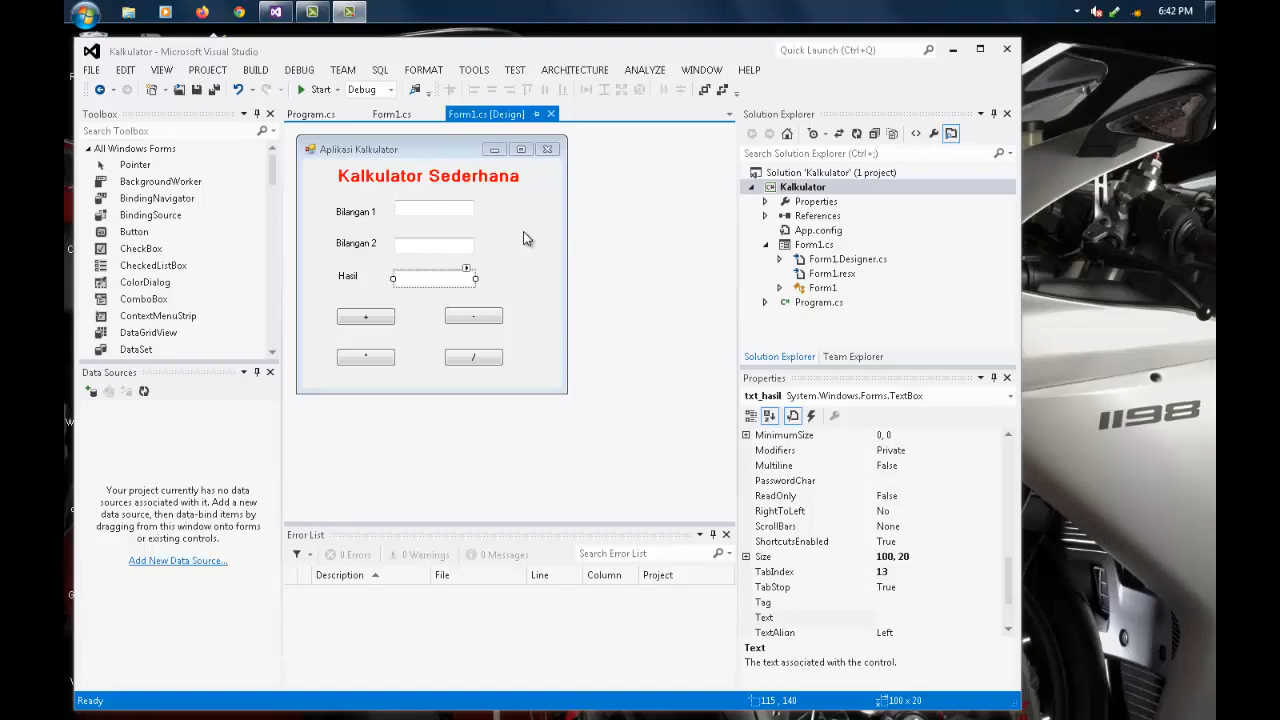 6:42 PM
Kalkulator - Microsoft Visual Studio
Quick Launch (Ctrl+Q)
FILE EDIT VIEW PROJECT BUILD DEBUG TEAM SQL FORMAT TOOLS TEST ARCHITECTURE ANALYZE WINDOW HELP
Start Debug
Toolbox
Search Toolbox
All Windows Forms
Pointer
BackgroundWorker
BindingNavigator
BindingSource
Button
CheckBox
CheckedListBox
ColorDialog
ComboBox
ContextMenuStrip
DataGridView
DataSet
Data Sources
Your project currently has no data
sources associated with it. Add a new
data source, then data-bind items by
dragging from this window onto forms
or existing controls.
Add New Data Source...
Program.cs Form1.cs Form1.cs [Design]
Aplikasi Kalkulator
Kalkulator Sederhana
Bilangan 1
Bilangan 2
Hasil
+ -
* /
Error List
0 Errors 0 Warnings 0 Messages Search Error List
Description File Line Column Project
Solution Explorer
Search Solution Explorer (Ctrl+;)
Solution 'Kalkulator' (1 project)
Kalkulator
Properties
References
App.config
Form1.cs
Form1.Designer.cs
Form1.resx
Form1
Program.cs
Solution Explorer Team Explorer
Properties
txt_hasil System.Windows.Forms.TextBox
MinimumSize 0, 0
Modifiers Private
Multiline False
PasswordChar
ReadOnly False
RightToLeft No
ScrollBars None
ShortcutsEnabled True
Size 100, 20
TabIndex 13
TabStop True
Tag
Text
TextAlign Left
Text
The text associated with the control.
Ready 115 , 140 100 x 20
1198